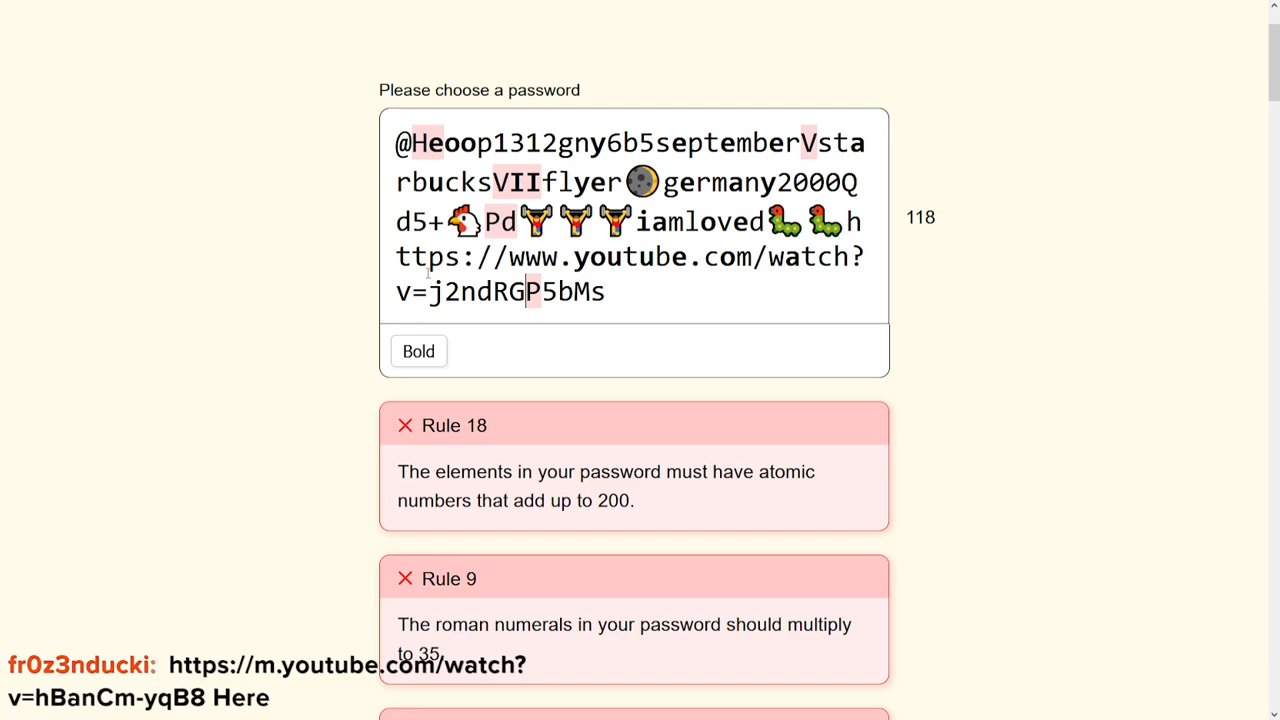 Please choose a password
@Heoop1312gny6b5septemberVsta
rbucksVIIflyer🌒germany2000Q
d5+🐔Pd🏋️🏋️🏋️iamloved🐛🐛h
ttps://www.youtube.com/watch?
v=j2ndRGP5bMs
118
Bold
Rule 18
The elements in your password must have atomic
numbers that add up to 200.
Rule 9
The roman numerals in your password should multiply
to 35.
fr0z3nducki: https://m.youtube.com/watch?
v=hBanCm-yqB8 Here